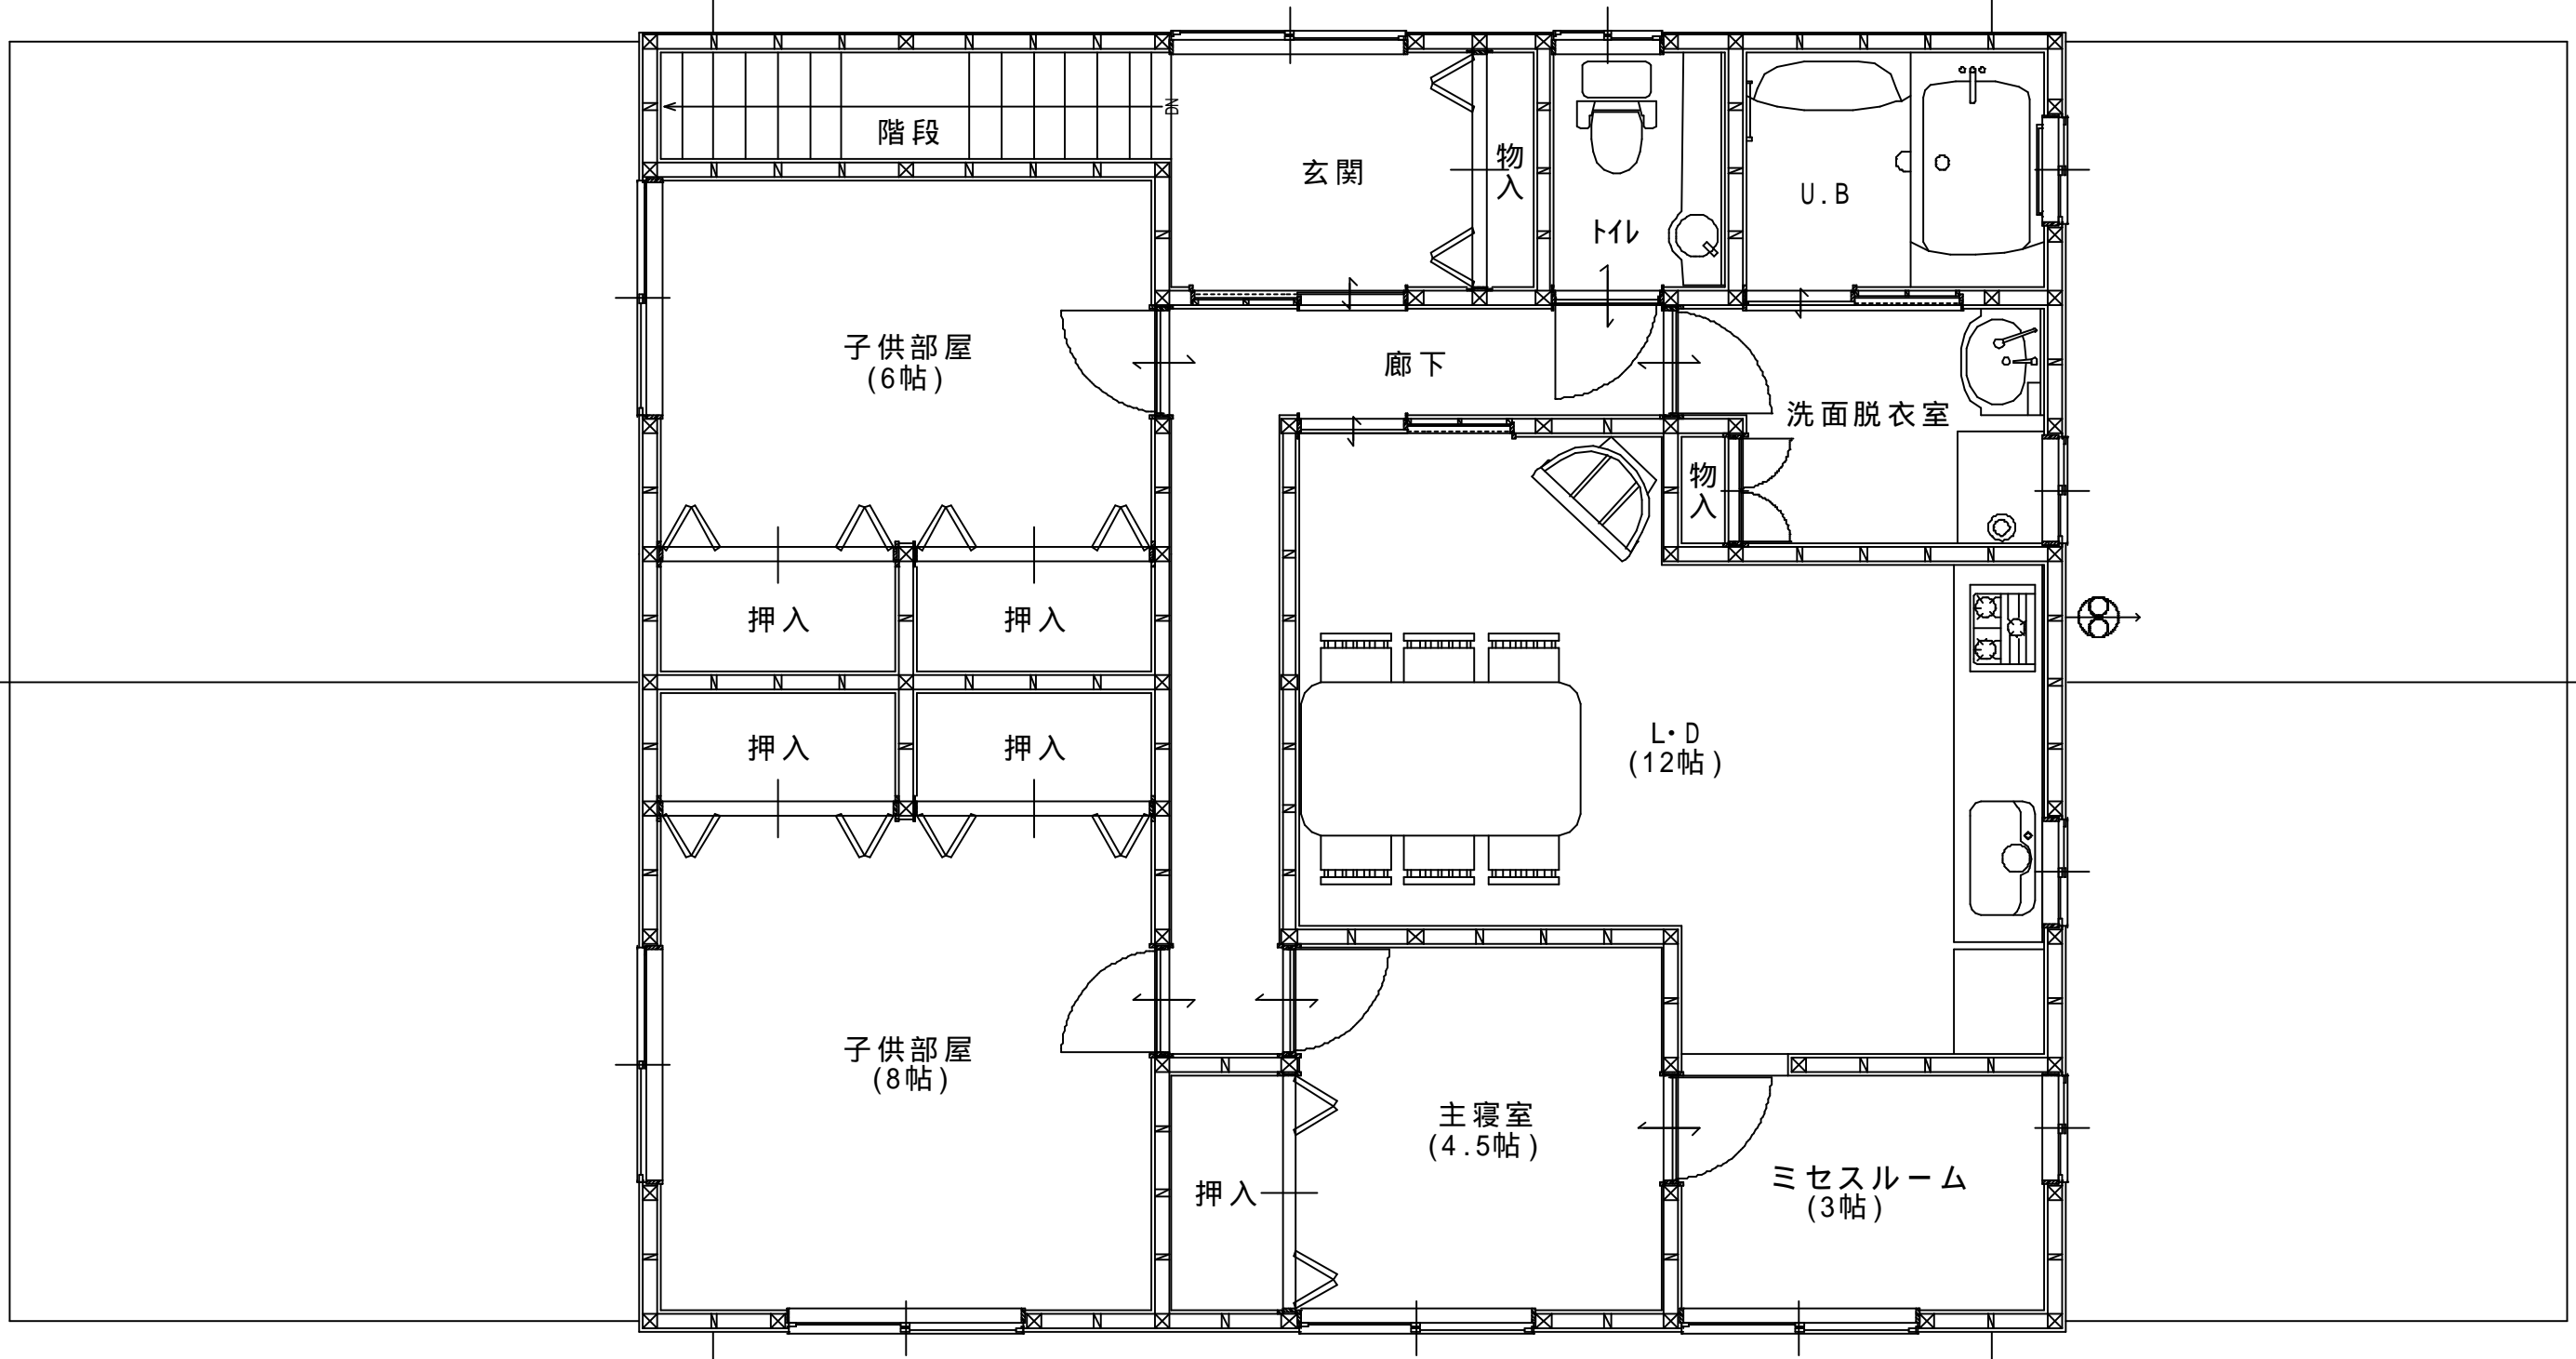 DN
階段
玄関
物入
ﾄｲﾚ
U.B
子供部屋
(6帖)
廊下
洗面脱衣室
物入
押入
押入
押入
押入
L・D
(12帖)
子供部屋
(8帖)
主寝室
(4.5帖)
押入
ミセスルーム
(3帖)